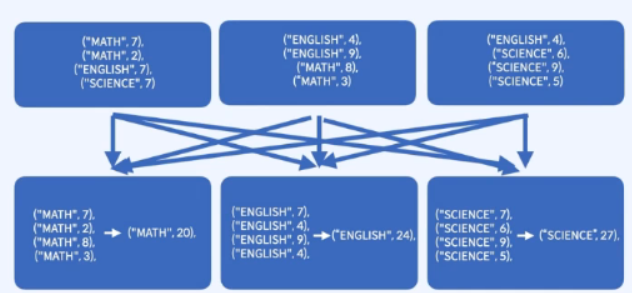 ("MATH", 7),
("MATH", 2),
("ENGLISH", 7),
("SCIENCE", 7)
("ENGLISH", 4),
("ENGLISH", 9),
("MATH", 8),
("MATH", 3)
("ENGLISH", 4),
("SCIENCE", 6),
("SCIENCE", 9),
("SCIENCE", 5)
("MATH", 7),
("MATH", 2),
("MATH", 8),
("MATH", 3),
("MATH", 20),
("ENGLISH", 7),
("ENGLISH", 4),
("ENGLISH", 9),
("ENGLISH", 4),
("ENGLISH", 24),
("SCIENCE", 7),
("SCIENCE", 6),
("SCIENCE", 9),
("SCIENCE", 5),
("SCIENCE", 27),